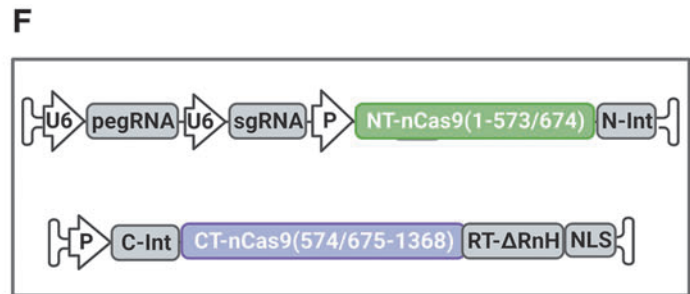 F
U6 pegRNA U6 sgRNA P NT-nCas9(1-573/674) N-Int
P C-Int CT-nCas9(574/675-1368) RT-ΔRnH NLS